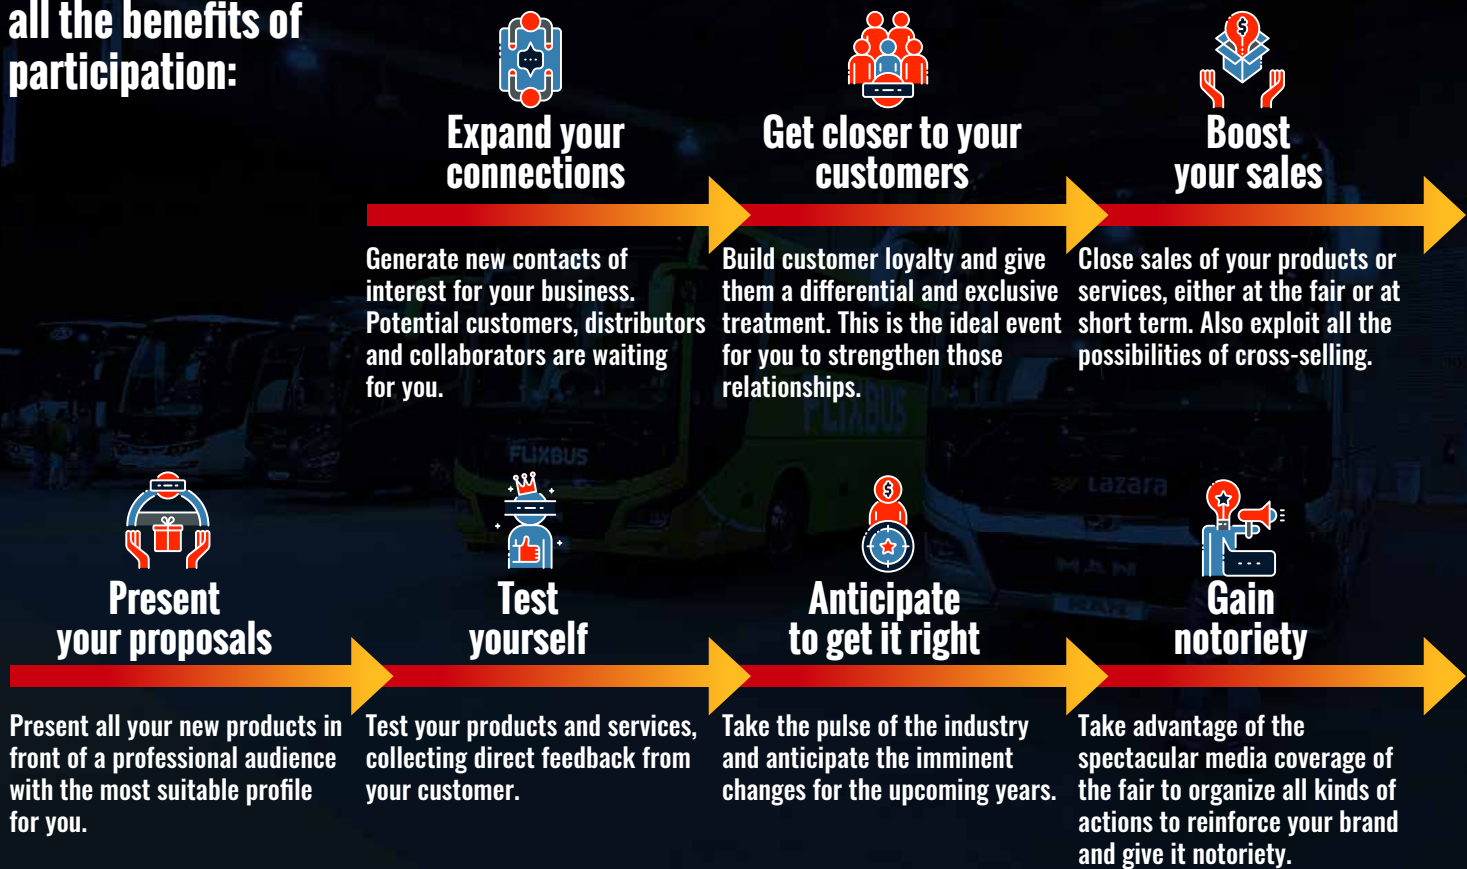 all the benefits of
participation:
Expand your
connections
Generate new contacts of
interest for your business.
Potential customers, distributors
and collaborators are waiting
for you.
Get closer to your
customers
Build customer loyalty and give
them a differential and exclusive
treatment. This is the ideal event
for you to strengthen those
relationships.
Boost
your sales
Close sales of your products or
services, either at the fair or at
short term. Also exploit all the
possibilities of cross-selling.
FLIXBUS
FLIXBUS
Lazara
MAN
MAN
Present
your proposals
Present all your new products in
front of a professional audience
with the most suitable profile
for you.
Test
yourself
Test your products and services,
collecting direct feedback from
your customer.
Anticipate
to get it right
Take the pulse of the industry
and anticipate the imminent
changes for the upcoming years.
Gain
notoriety
Take advantage of the
spectacular media coverage of
the fair to organize all kinds of
actions to reinforce your brand
and give it notoriety.